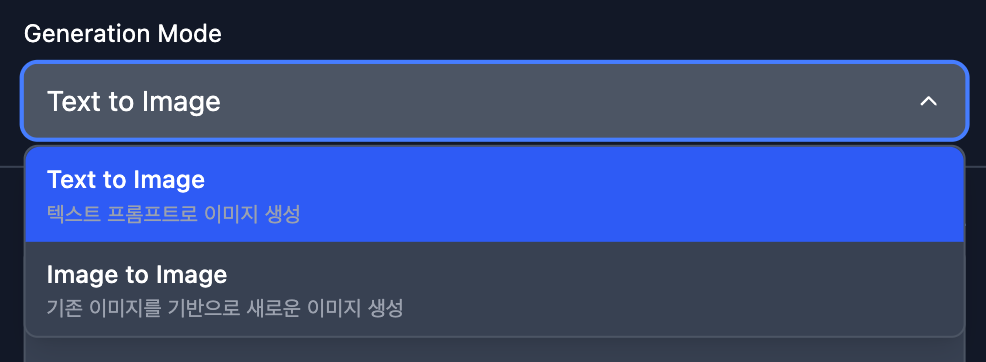 Generation Mode
Text to Image
Text to Image
텍스트 프롬프트로 이미지 생성
Image to Image
기존 이미지를 기반으로 새로운 이미지 생성